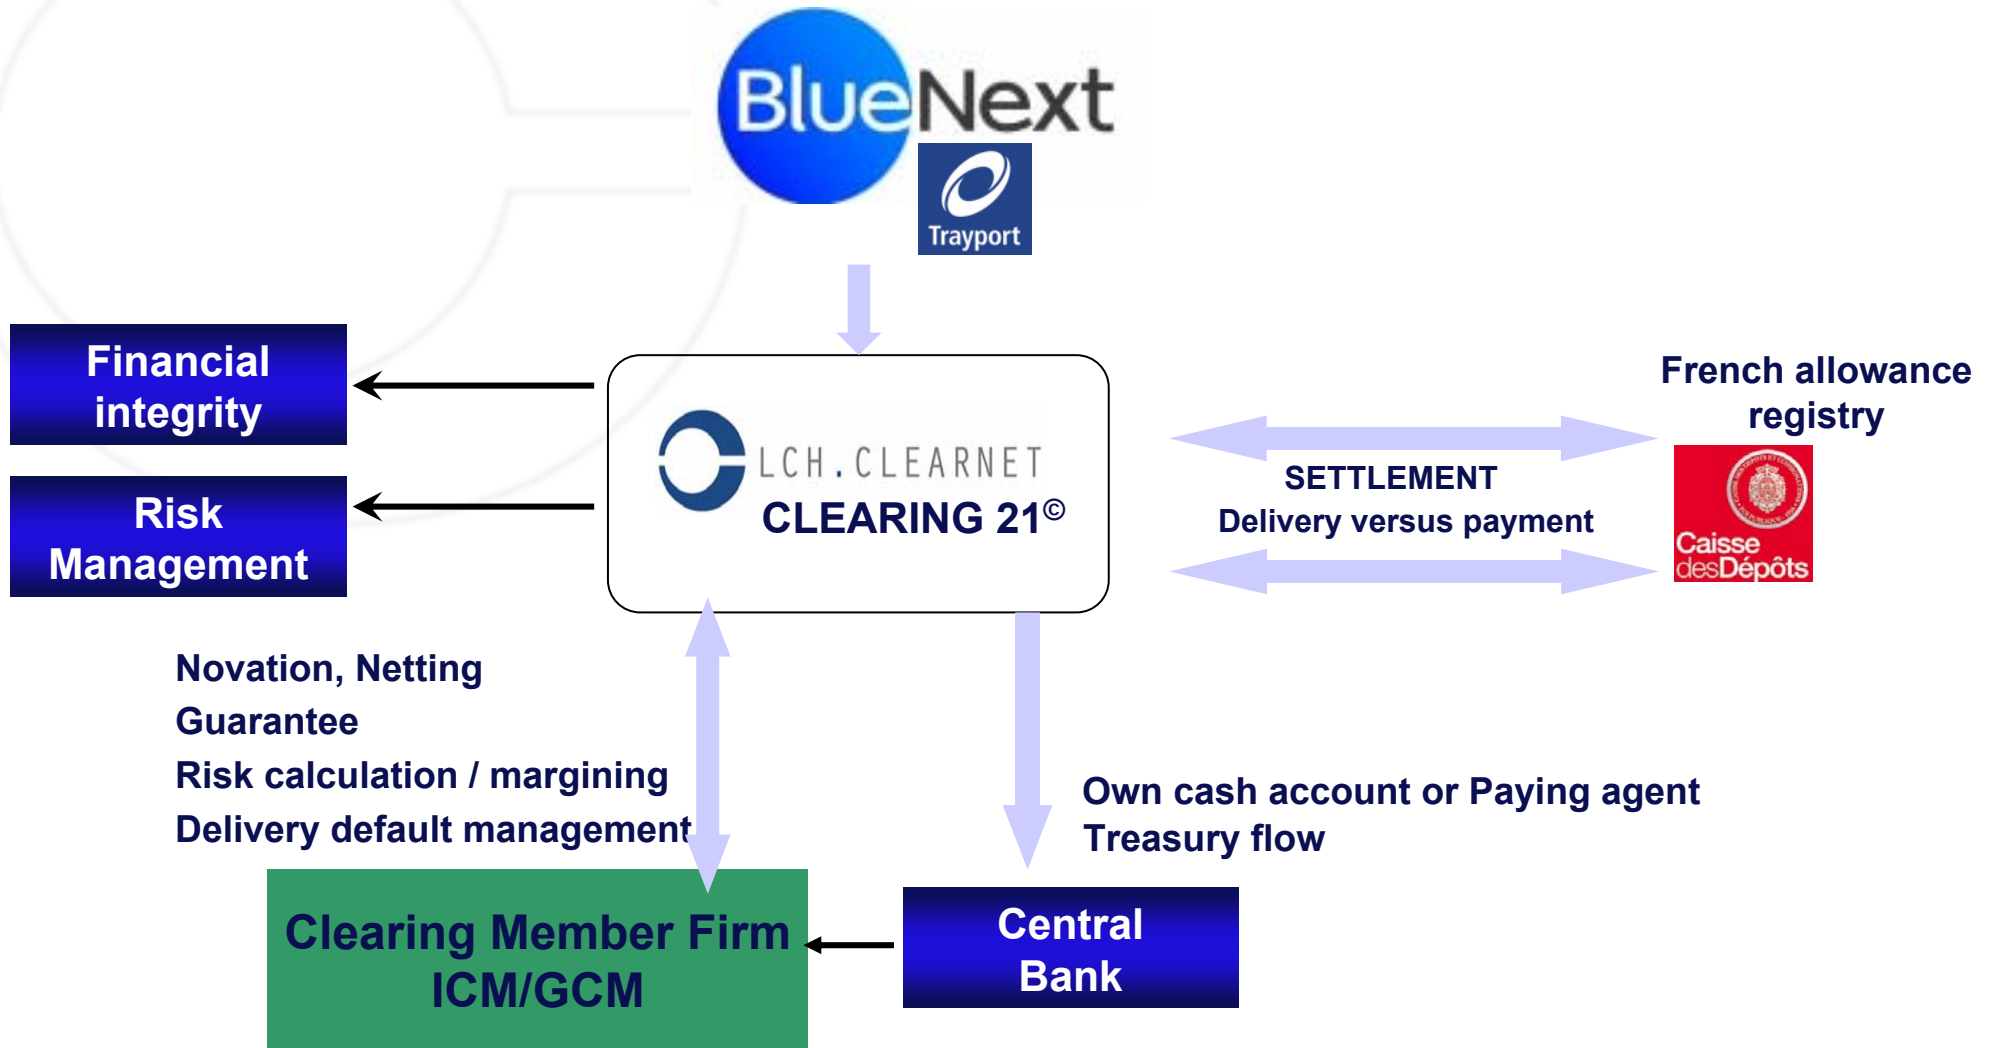 BlueNext
Trayport
Financial
integrity
Risk
Management
LCH.CLEARNET
CLEARING 21©
SETTLEMENT
Delivery versus payment
French allowance
registry
Caisse
desDépôts
Novation, Netting
Guarantee
Risk calculation / margining
Delivery default management
Own cash account or Paying agent
Treasury flow
Clearing Member Firm
ICM/GCM
Central
Bank